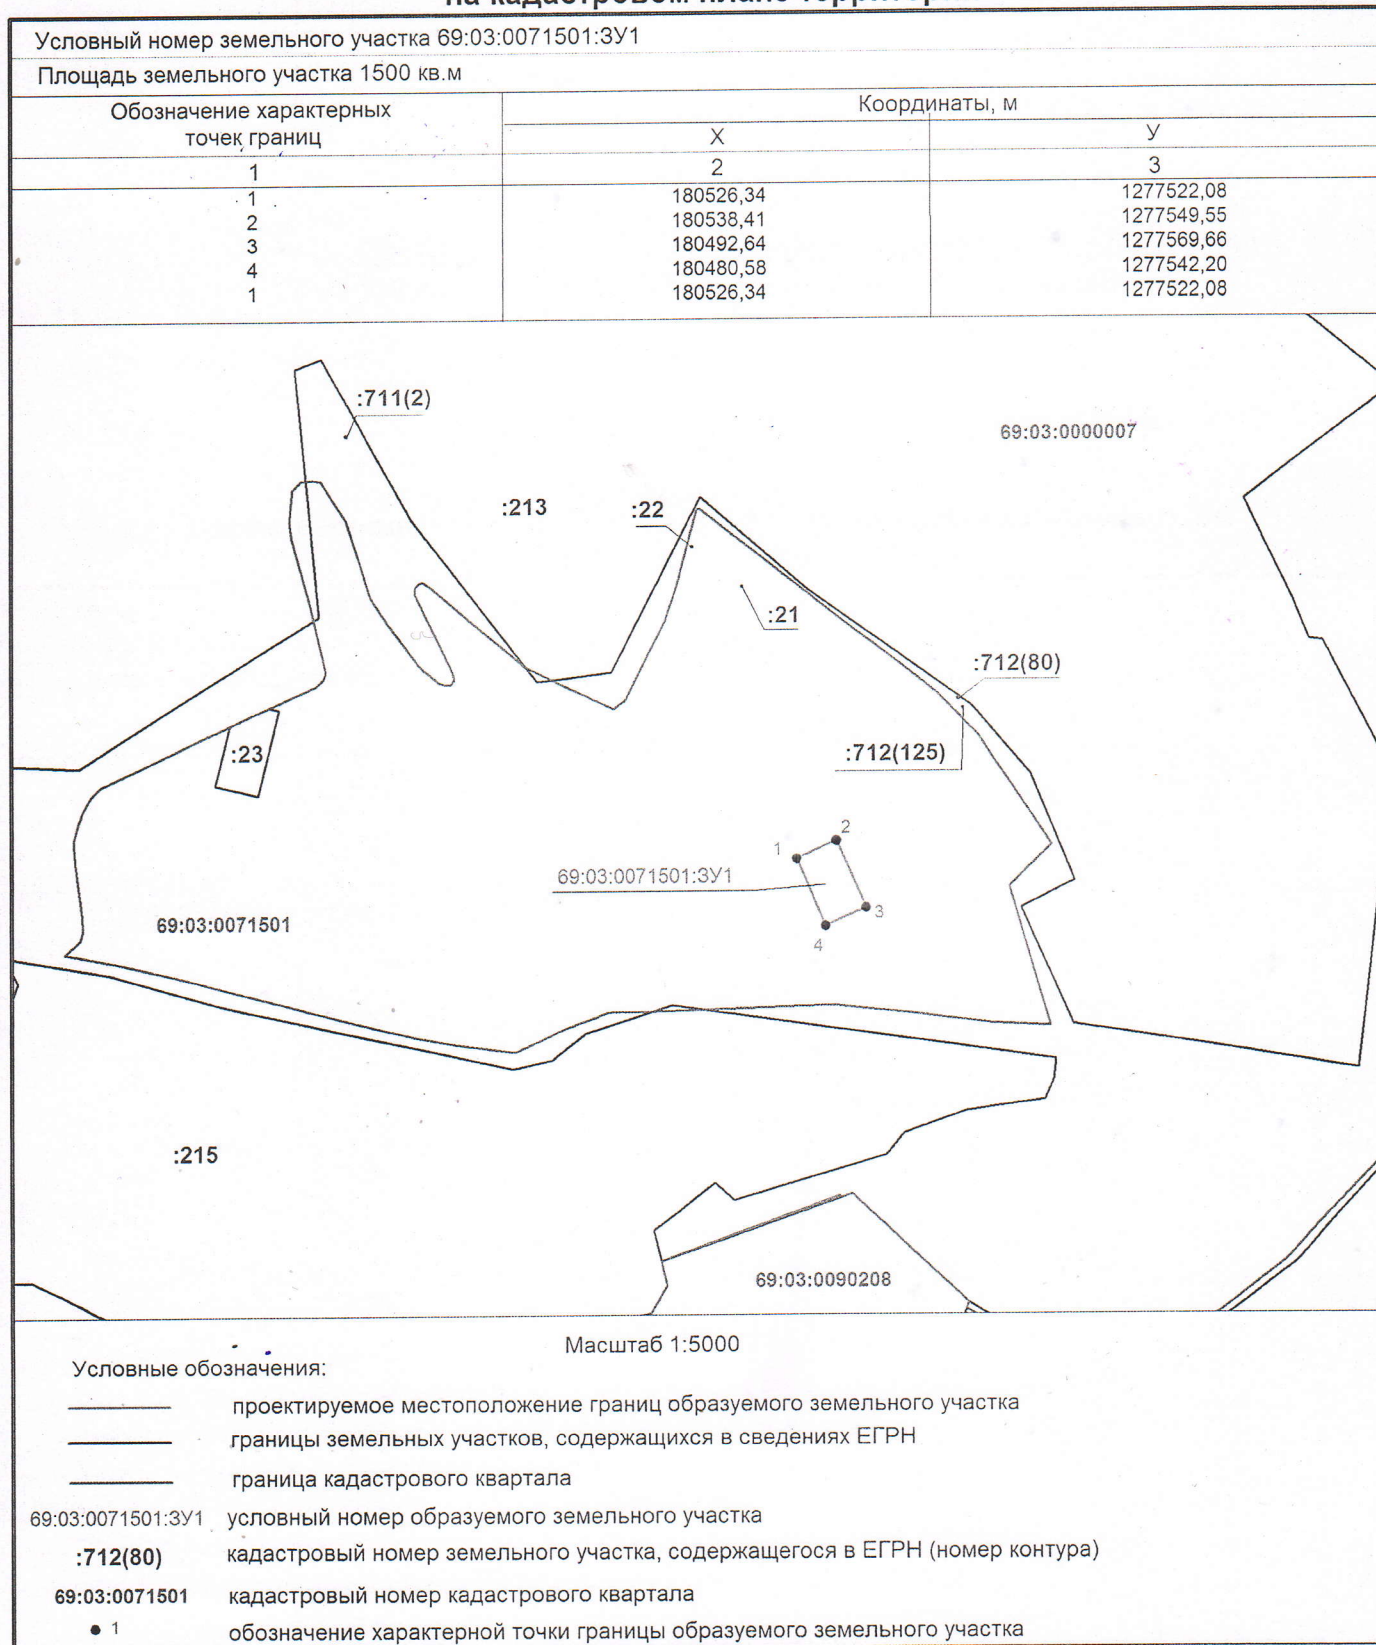 на кадастровом плане
Условный номер земельного участка 69:03:0071501:ЗУ1
Площадь земельного участка 1500 кв.м
Обозначение характерных
точек границ
Координаты, м
Х
У
1
2
3
1 180526,34 1277522,08
2 180538,41 1277549,55
3 180492,64 1277569,66
4 180480,58 1277542,20
1 180526,34 1277522,08
:711(2)
69:03:0000007
:213
:22
:21
:712(80)
:23
:712(125)
2
1
69:03:0071501:ЗУ1
3
69:03:0071501
4
:215
69:03:0090208
Масштаб 1:5000
Условные обозначения:
проектируемое местоположение границ образуемого земельного участка
границы земельных участков, содержащихся в сведениях ЕГРН
граница кадастрового квартала
69:03:0071501:ЗУ1 условный номер образуемого земельного участка
:712(80) кадастровый номер земельного участка, содержащегося в ЕГРН (номер контура)
69:03:0071501 кадастровый номер кадастрового квартала
1 обозначение характерной точки границы образуемого земельного участка